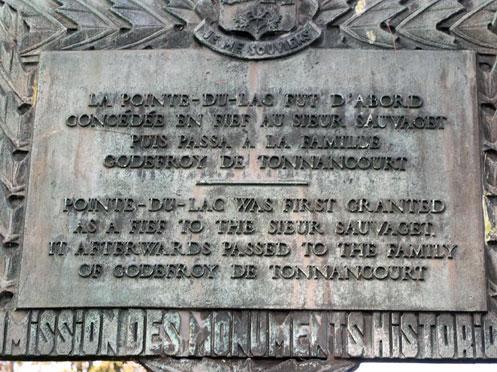 JE ME SOUVIENS
LA POINTE-DU-LAC FUT D'ABORD
CONCÉDÉE EN FIEF AU SIEUR SAUVAGET
PUIS PASSA A LA FAMILLE
GODEFROY DE TONNANCOURT
POINTE-DU-LAC WAS FIRST GRANTED
AS A FIEF TO THE SIEUR SAUVAGET.
IT AFTERWARDS PASSED TO THE FAMILY
OF GODEFROY DE TONNANCOURT
MISSION DES MONUMENTS HISTORIQ